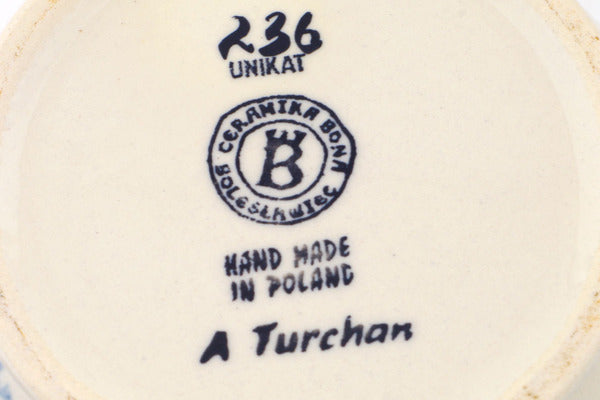 236
UNIKAT
CERAMIKA BONA
B
BOLESŁAWIEC
HAND MADE
IN POLAND
A Turchan